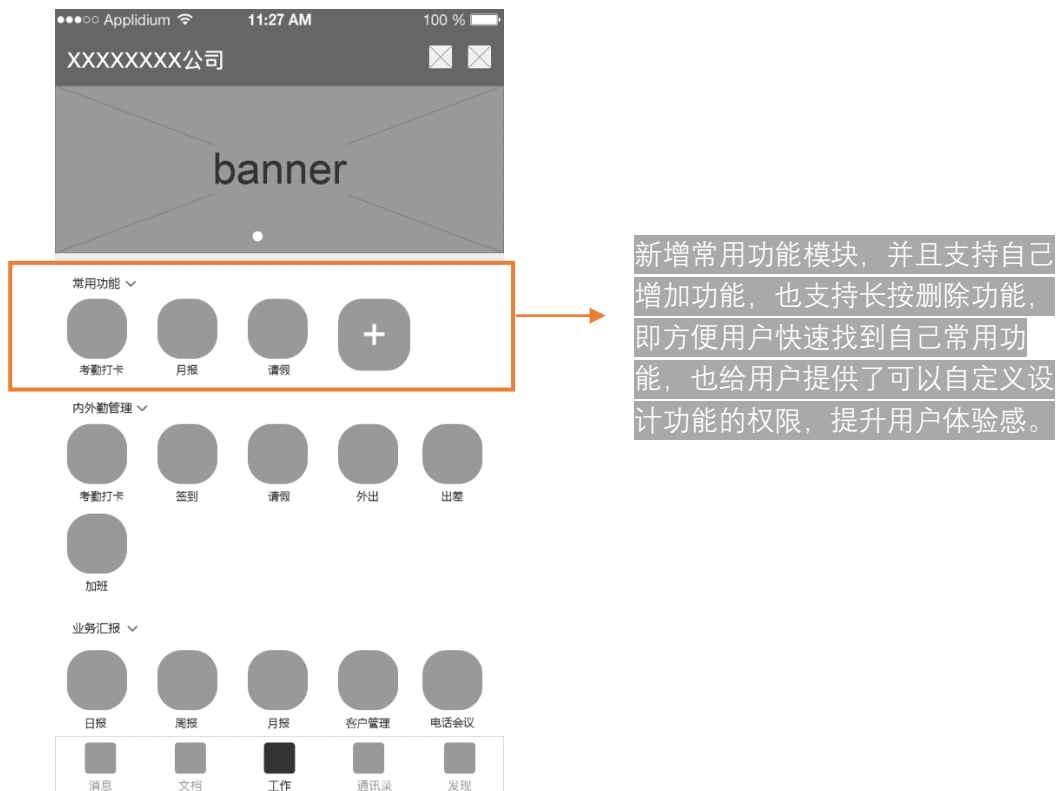 ●●●○○ Applidium 11:27 AM 100 %
XXXXXXXX公司
banner
常用功能
+
考勤打卡 月报 请假
内外勤管理
考勤打卡 签到 请假 外出 出差
加班
业务汇报
日报 周报 月报 客户管理 电话会议
消息 文档 工作 通讯录 发现
新增常用功能模块，并且支持自己
增加功能，也支持长按删除功能，
即方便用户快速找到自己常用功
能，也给用户提供了可以自定义设
计功能的权限，提升用户体验感。